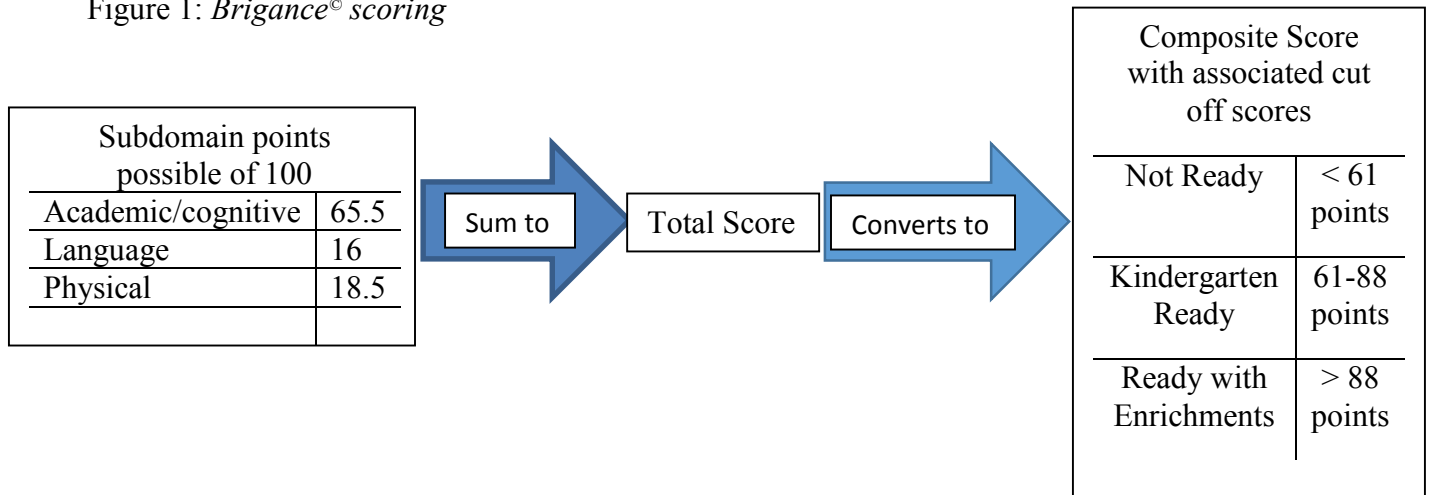 Figure 1: Brigance© scoring
Subdomain points
possible of 100
Academic/cognitive 65.5
Language 16
Physical 18.5
Sum to
Total Score
Converts to
Composite Score
with associated cut
off scores
Not Ready < 61
points
Kindergarten 61-88
Ready points
Ready with > 88
Enrichments points